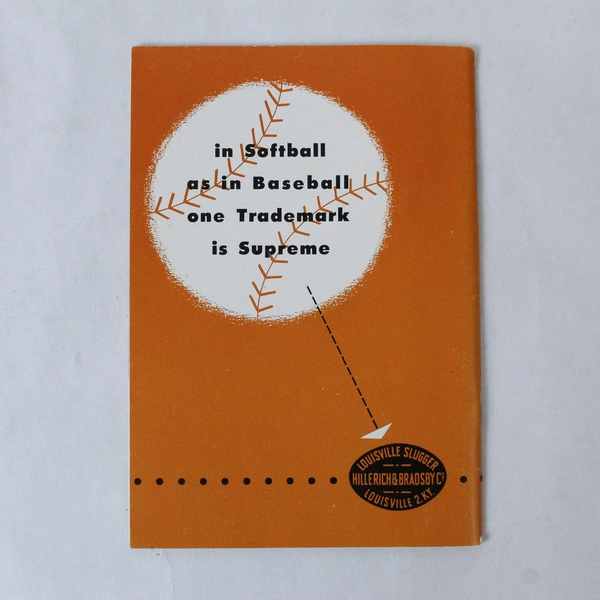 in Softball
as in Baseball
one Trademark
is Supreme
LOUISVILLE SLUGGER
HILLERICH & BRADSBY Cº
LOUISVILLE 2.KY.